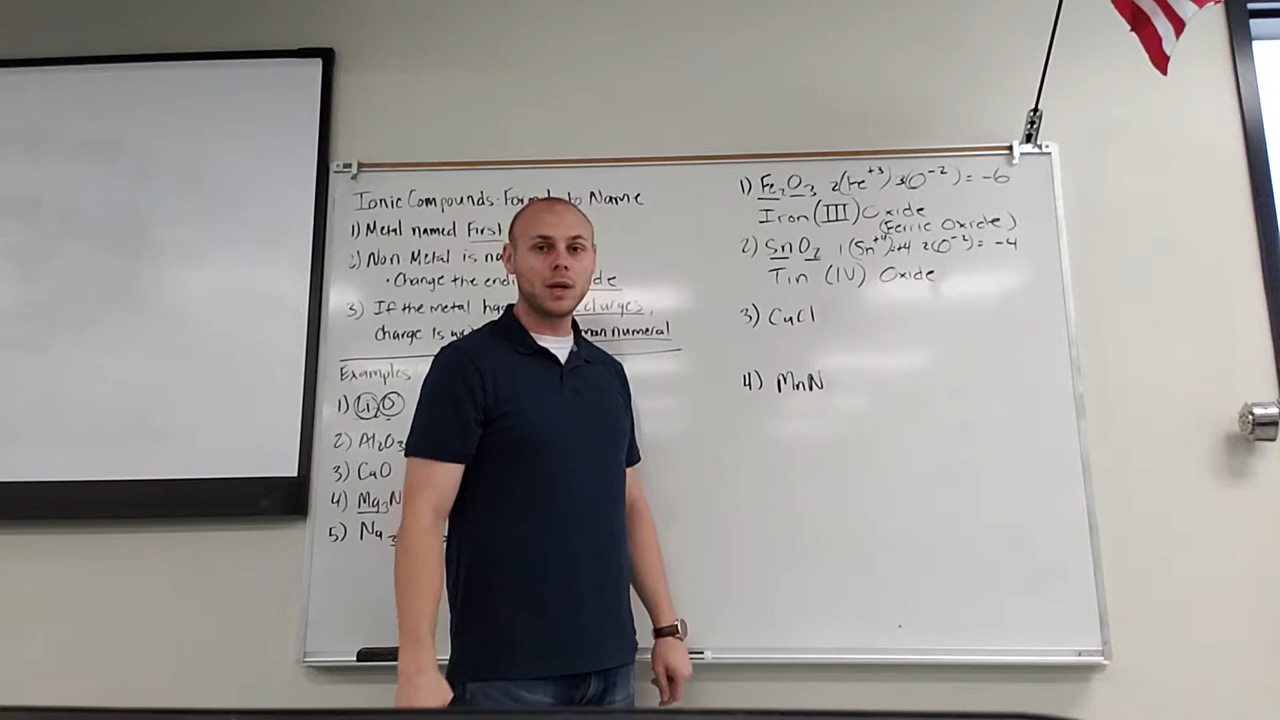 Ionic Compounds: Form to Name
1) Metal named First
2) Non Metal is na
• Change the endi de
3) If the metal ha charges,
charge is w man numeral
Examples
1) Li O
2) Al₂O₃
3) CaO
4) Mg₃N
5) Na₃
1) Fe₂O₃ 2(Fe⁺³) 3(O⁻²) = -6
Iron (III) Oxide
(Ferric Oxide)
2) SnO₂ 1(Sn⁺⁴)=+4 2(O⁻²) = -4
Tin (IV) Oxide
3) CuCl
4) MnN